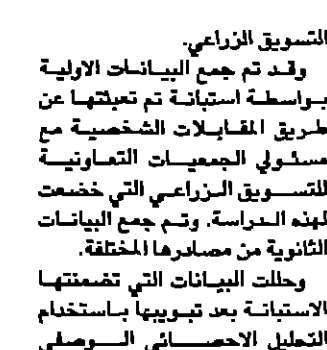 التسويق الزراعي.
وقد تم جمع البيانات الاولية
بواسطة استبانة تم تعبئتها عن
طريق المقابلات الشخصية مع
مسئولي الجمعيات التعاونية
للتسويق الزراعي التي خضعت
لهذه الدراسة. وتم جمع البيانات
الثانوية من مصادرها المختلفة.
وحللت البيانات التي تضمنتها
الاستبانة بعد تبويبها باستخدام
التحليل الاحصائي الوصفي